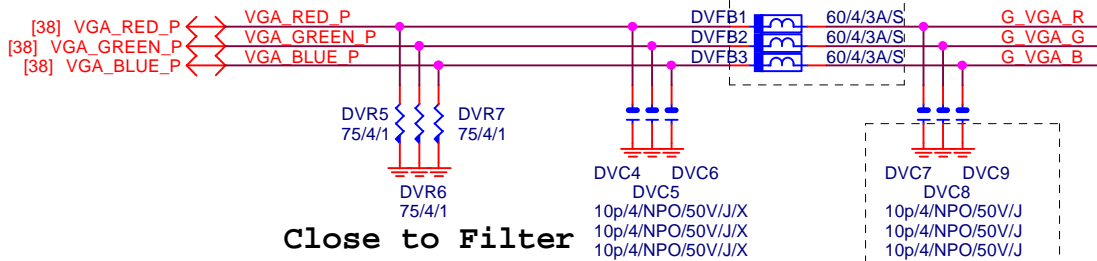 [38] VGA_RED_P VGA_RED_P DVFB1 60/4/3A/S G_VGA_R
[38] VGA_GREEN_P VGA_GREEN_P DVFB2 60/4/3A/S G_VGA_G
[38] VGA_BLUE_P VGA_BLUE_P DVFB3 60/4/3A/S G_VGA_B
DVR5 DVR7
75/4/1 75/4/1
DVC4 DVC6 DVC7 DVC9
DVR6 DVC5 DVC8
75/4/1 10p/4/NPO/50V/J/X 10p/4/NPO/50V/J
10p/4/NPO/50V/J/X 10p/4/NPO/50V/J
Close to Filter 10p/4/NPO/50V/J/X 10p/4/NPO/50V/J